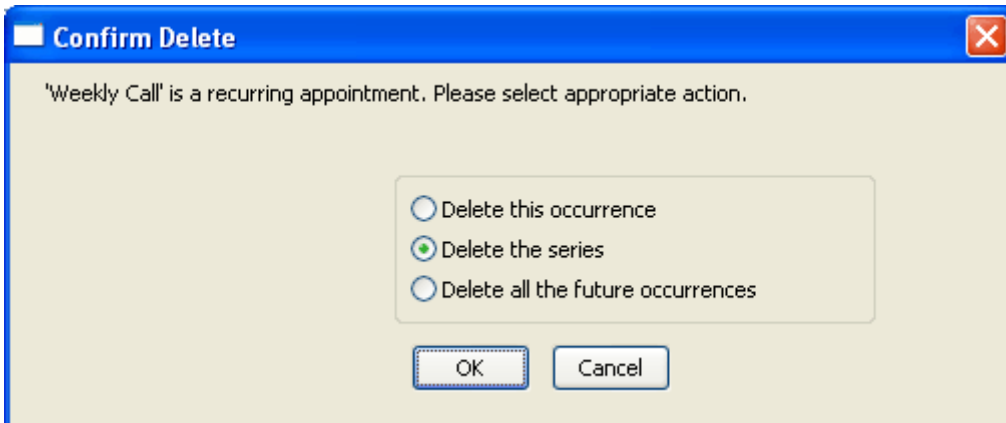 Confirm Delete
'Weekly Call' is a recurring appointment. Please select appropriate action.
Delete this occurrence
Delete the series
Delete all the future occurrences
OK Cancel